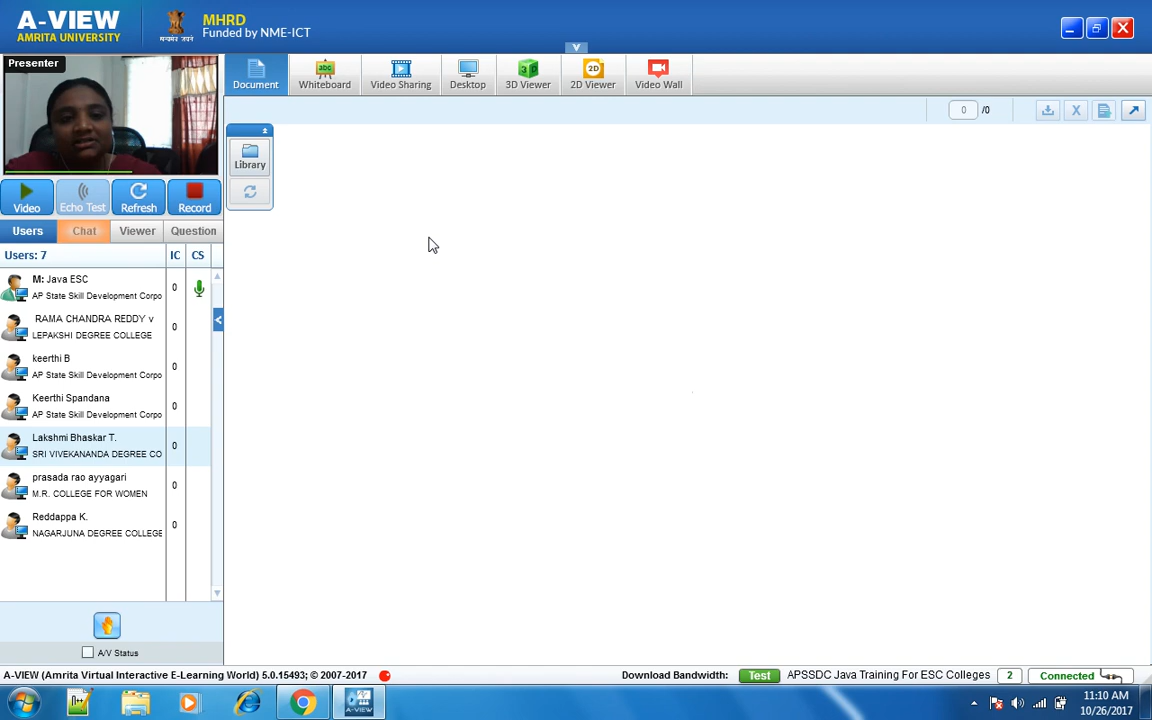 A-VIEW
AMRITA UNIVERSITY
सत्यमेव जयते
MHRD
Funded by NME-ICT
Presenter
Document
Whiteboard
Video Sharing
Desktop
3D Viewer
2D Viewer
Video Wall
0 /0
Library
Video
Echo Test
Refresh
Record
Users
Chat
Viewer
Question
Users: 7
IC
CS
M: Java ESC
AP State Skill Development Corpo
0
RAMA CHANDRA REDDY v
LEPAKSHI DEGREE COLLEGE
0
keerthi B
AP State Skill Development Corpo
0
Keerthi Spandana
AP State Skill Development Corpo
0
Lakshmi Bhaskar T.
SRI VIVEKANANDA DEGREE CO
0
prasada rao ayyagari
M.R. COLLEGE FOR WOMEN
0
Reddappa K.
NAGARJUNA DEGREE COLLEGE
0
A/V Status
A-VIEW (Amrita Virtual Interactive E-Learning World) 5.0.15493; © 2007-2017
Download Bandwidth:
Test
APSSDC Java Training For ESC Colleges
2
Connected
11:10 AM
10/26/2017